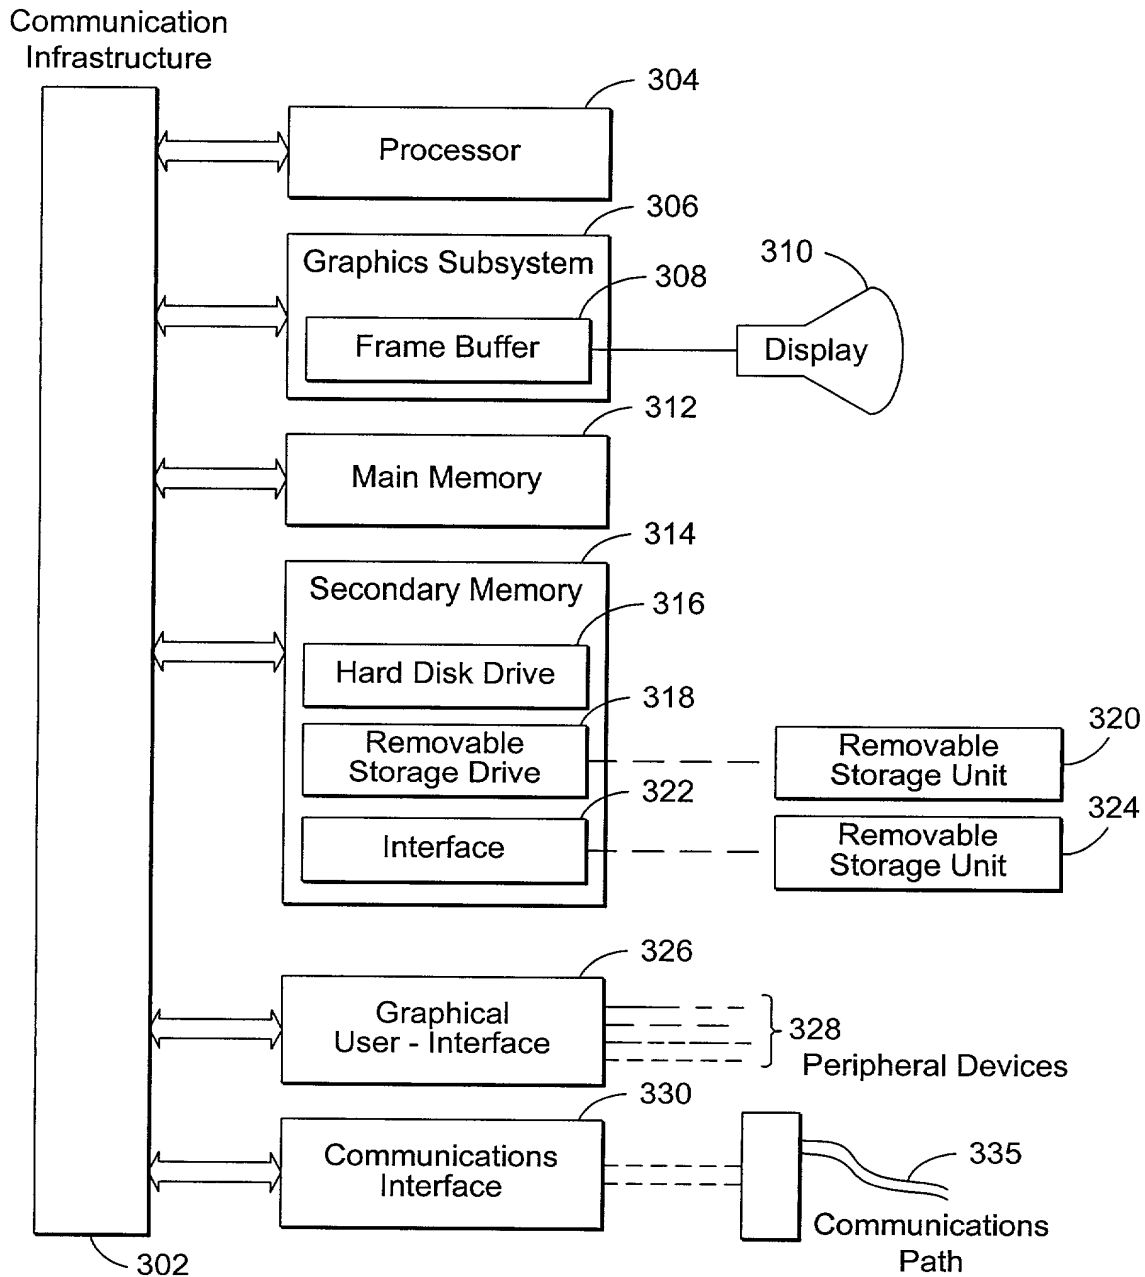 Communication
Infrastructure
304
Processor
306
Graphics Subsystem
308
Frame Buffer
310
Display
312
Main Memory
314
Secondary Memory
316
Hard Disk Drive
318
Removable
Storage Drive
320
Removable
Storage Unit
322
Interface
324
Removable
Storage Unit
326
Graphical
User - Interface
328
Peripheral Devices
330
Communications
Interface
335
Communications
Path
302